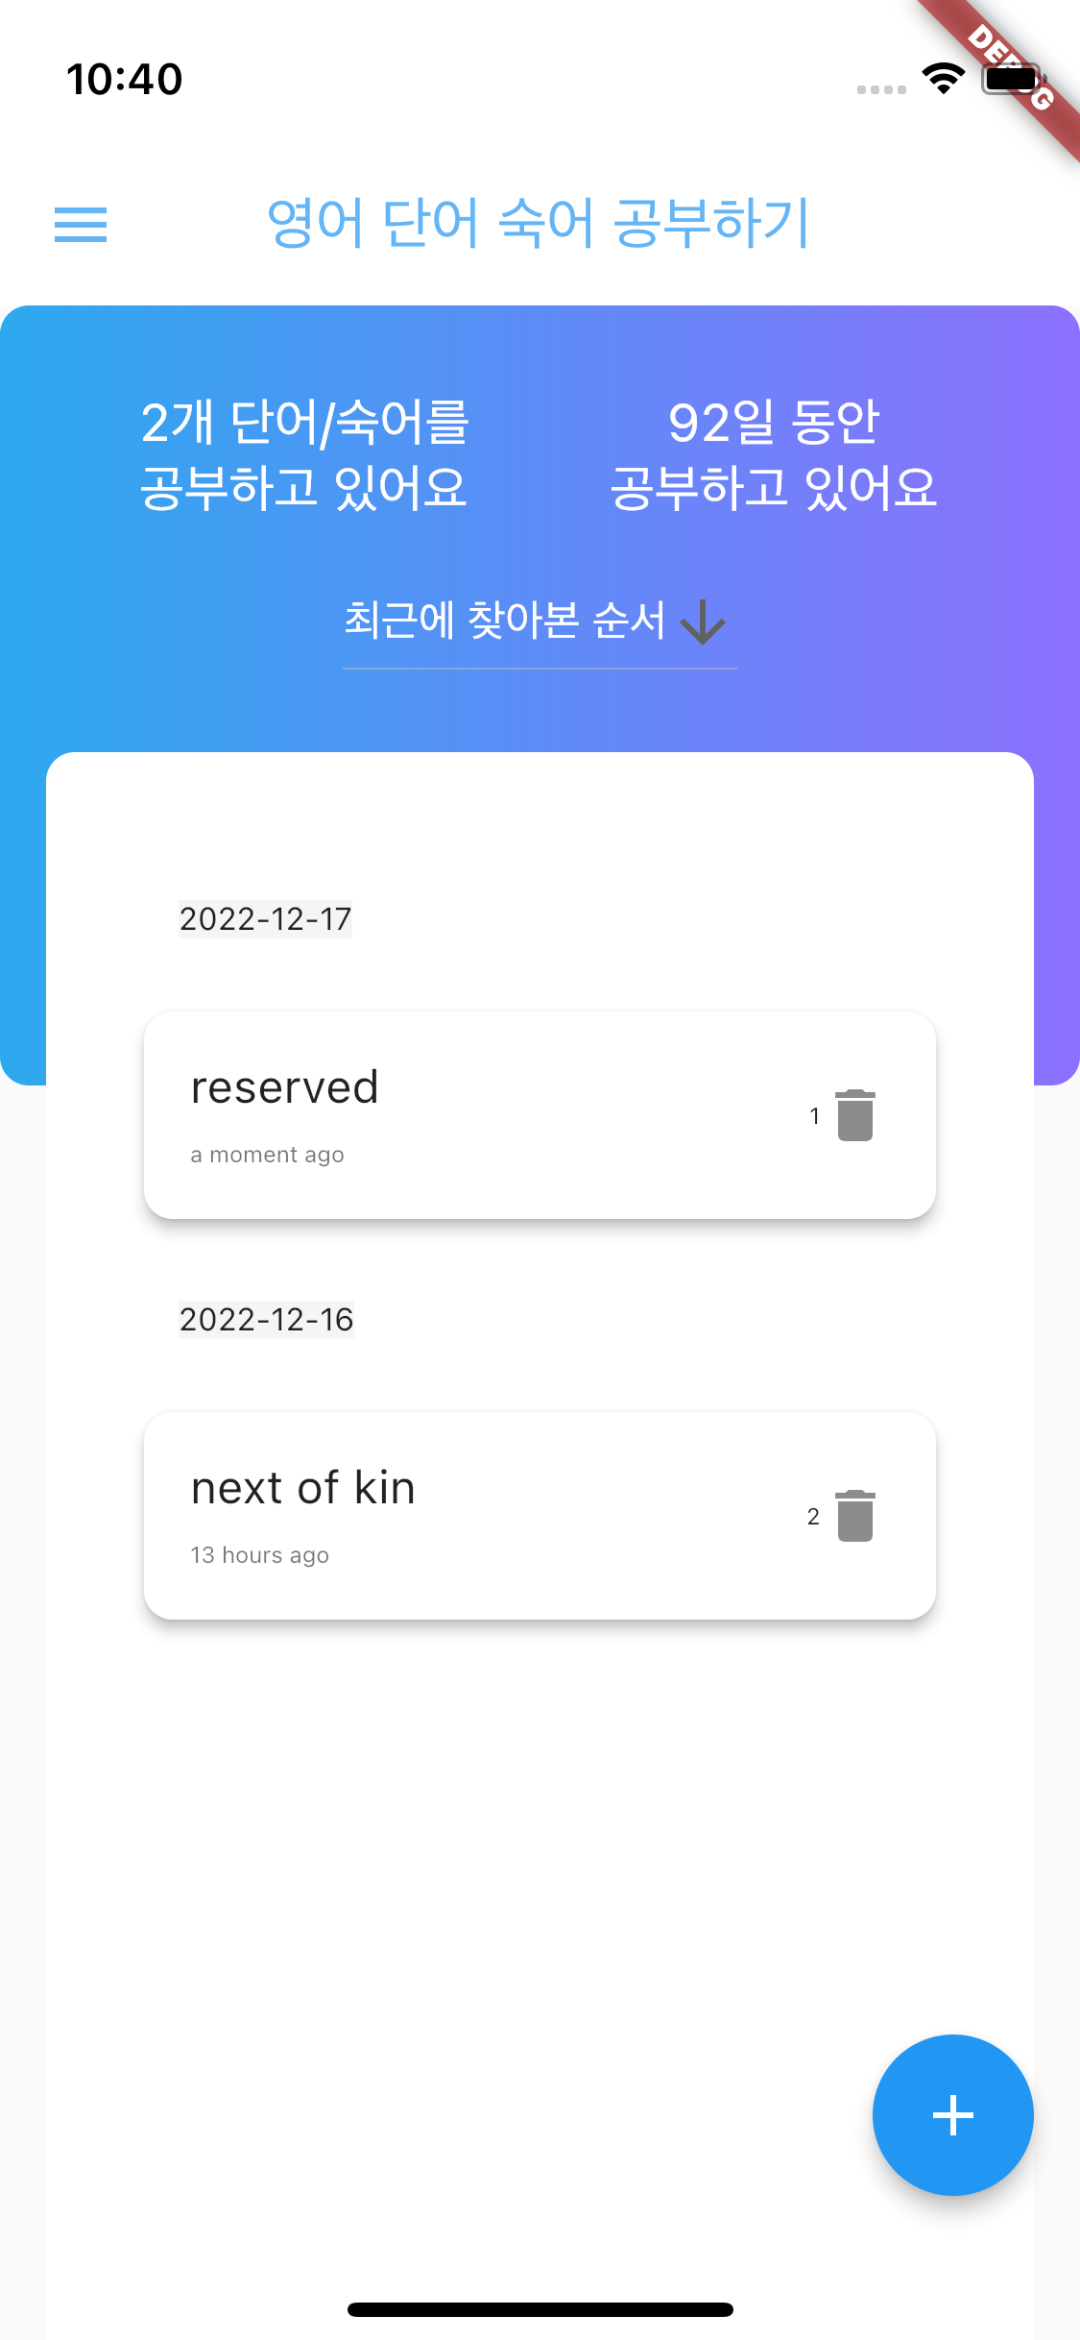 10:40
DEBUG
영어 단어 숙어 공부하기
2개 단어/숙어를
공부하고 있어요
92일 동안
공부하고 있어요
최근에 찾아본 순서
2022-12-17
reserved
a moment ago
1
2022-12-16
next of kin
13 hours ago
2